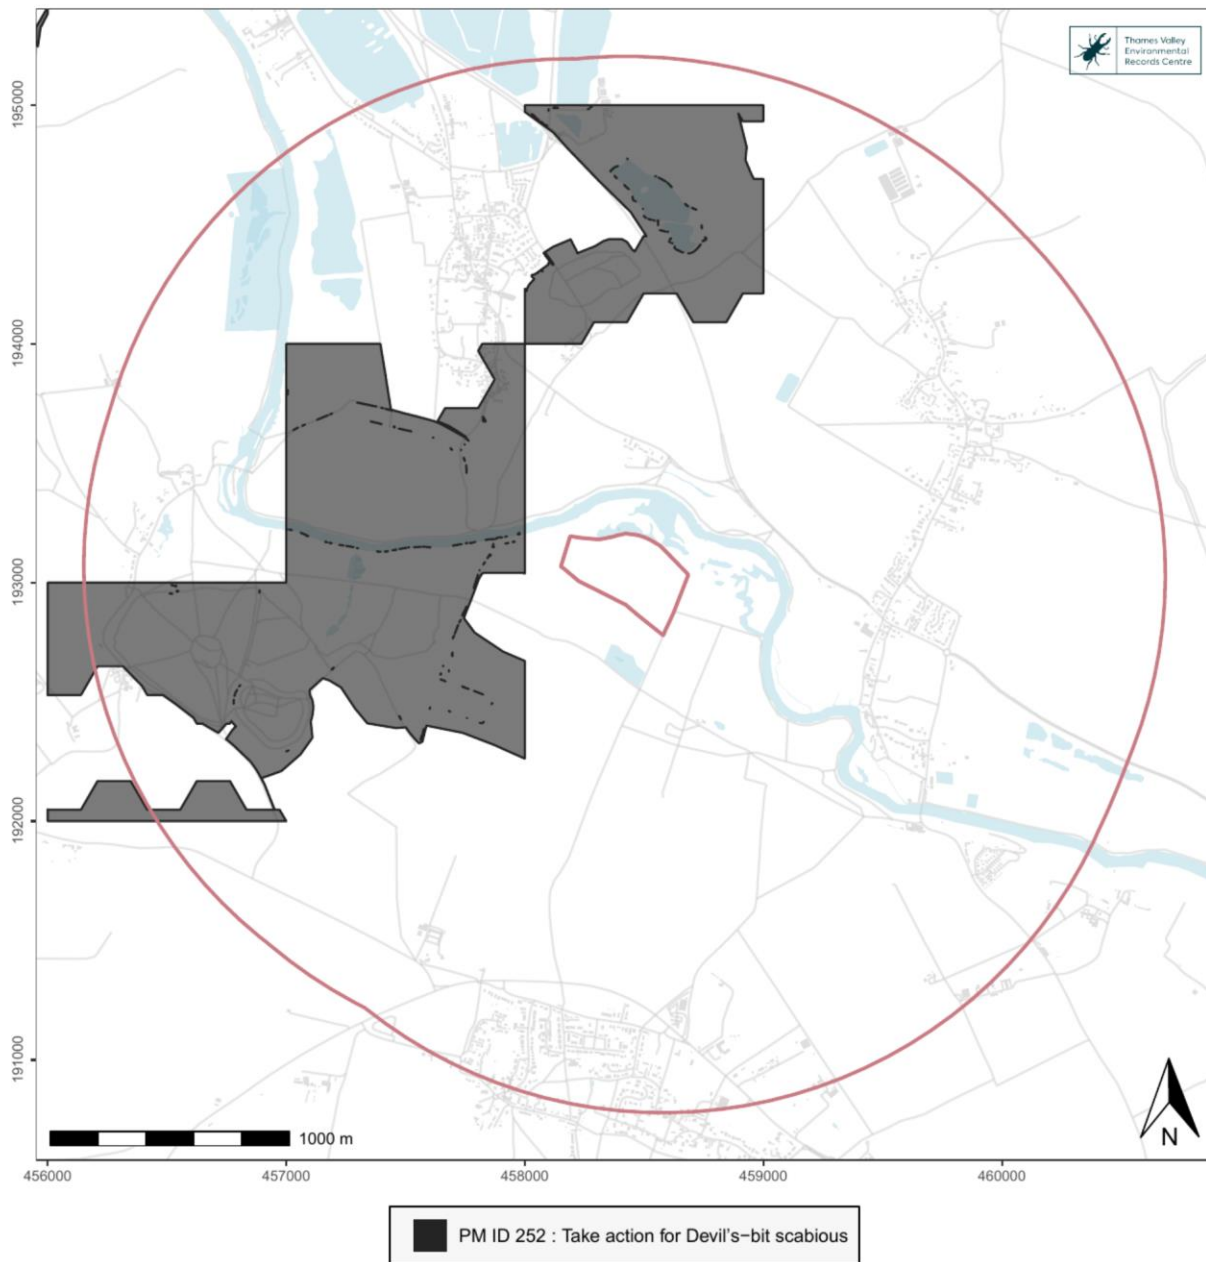 Thames Valley
Environmental
Records Centre
195000
194000
193000
192000
191000
1000 m
N
456000
457000
458000
459000
460000
PM ID 252 : Take action for Devil's−bit scabious